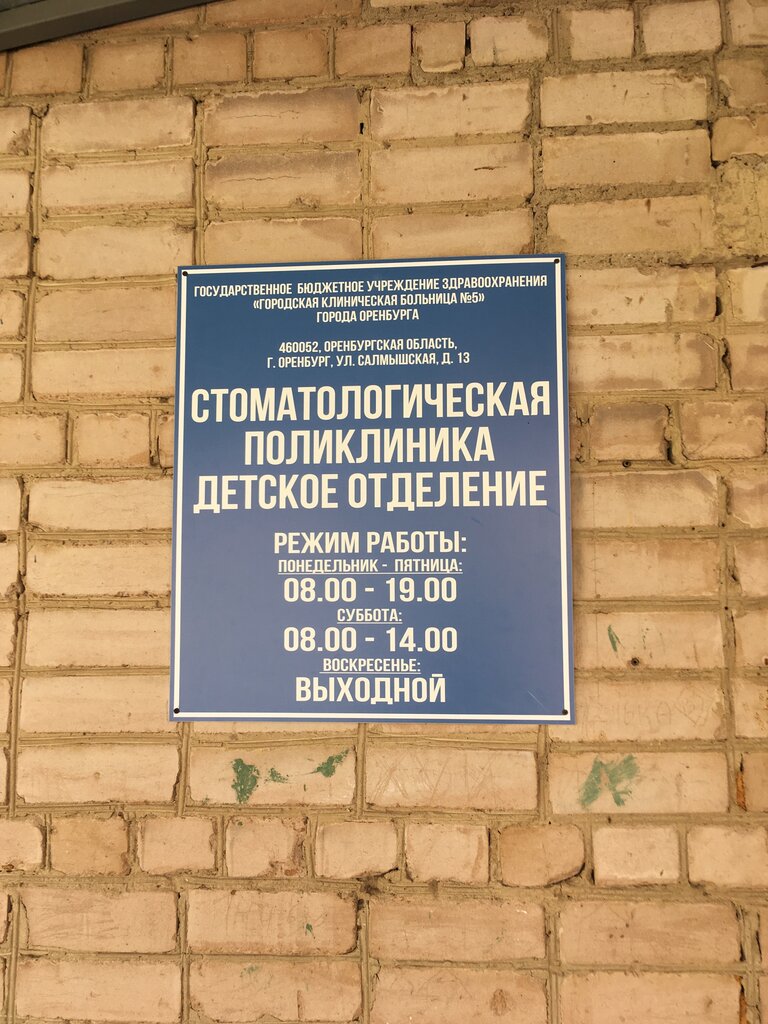 ГОСУДАРСТВЕННОЕ БЮДЖЕТНОЕ УЧРЕЖДЕНИЕ ЗДРАВООХРАНЕНИЯ
«ГОРОДСКАЯ КЛИНИЧЕСКАЯ БОЛЬНИЦА №5»
ГОРОДА ОРЕНБУРГА
460052, ОРЕНБУРГСКАЯ ОБЛАСТЬ,
Г. ОРЕНБУРГ, УЛ. САЛМЫШСКАЯ, Д. 13
СТОМАТОЛОГИЧЕСКАЯ
ПОЛИКЛИНИКА
ДЕТСКОЕ ОТДЕЛЕНИЕ
РЕЖИМ РАБОТЫ:
ПОНЕДЕЛЬНИК - ПЯТНИЦА:
08.00 - 19.00
СУББОТА:
08.00 - 14.00
ВОСКРЕСЕНЬЕ:
ВЫХОДНОЙ